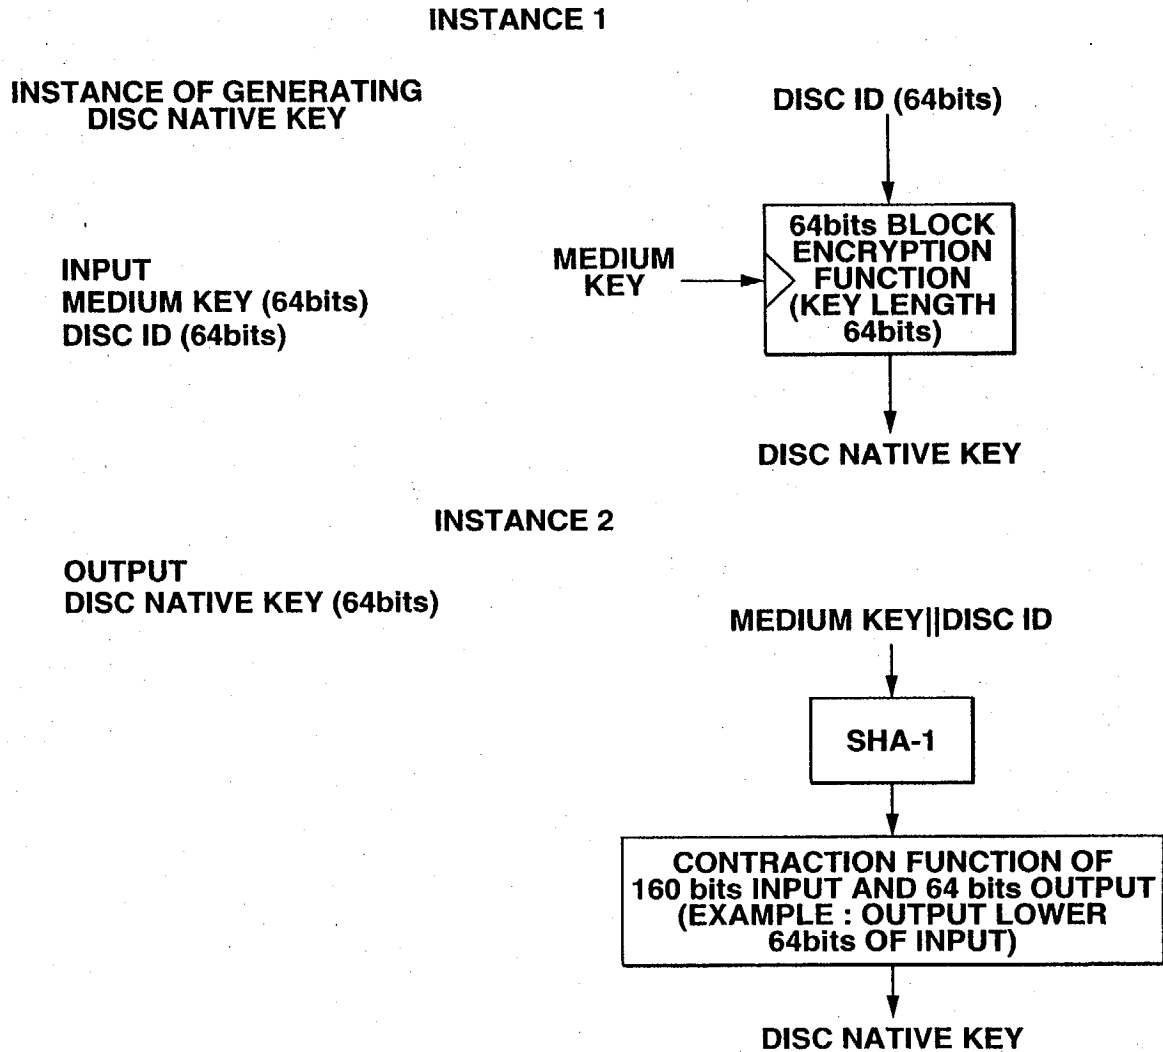 INSTANCE 1
INSTANCE OF GENERATING
DISC NATIVE KEY
DISC ID (64bits)
INPUT
MEDIUM KEY (64bits)
DISC ID (64bits)
MEDIUM
KEY
64bits BLOCK
ENCRYPTION
FUNCTION
(KEY LENGTH
64bits)
DISC NATIVE KEY
INSTANCE 2
OUTPUT
DISC NATIVE KEY (64bits)
MEDIUM KEY||DISC ID
SHA-1
CONTRACTION FUNCTION OF
160 bits INPUT AND 64 bits OUTPUT
(EXAMPLE : OUTPUT LOWER
64bits OF INPUT)
DISC NATIVE KEY